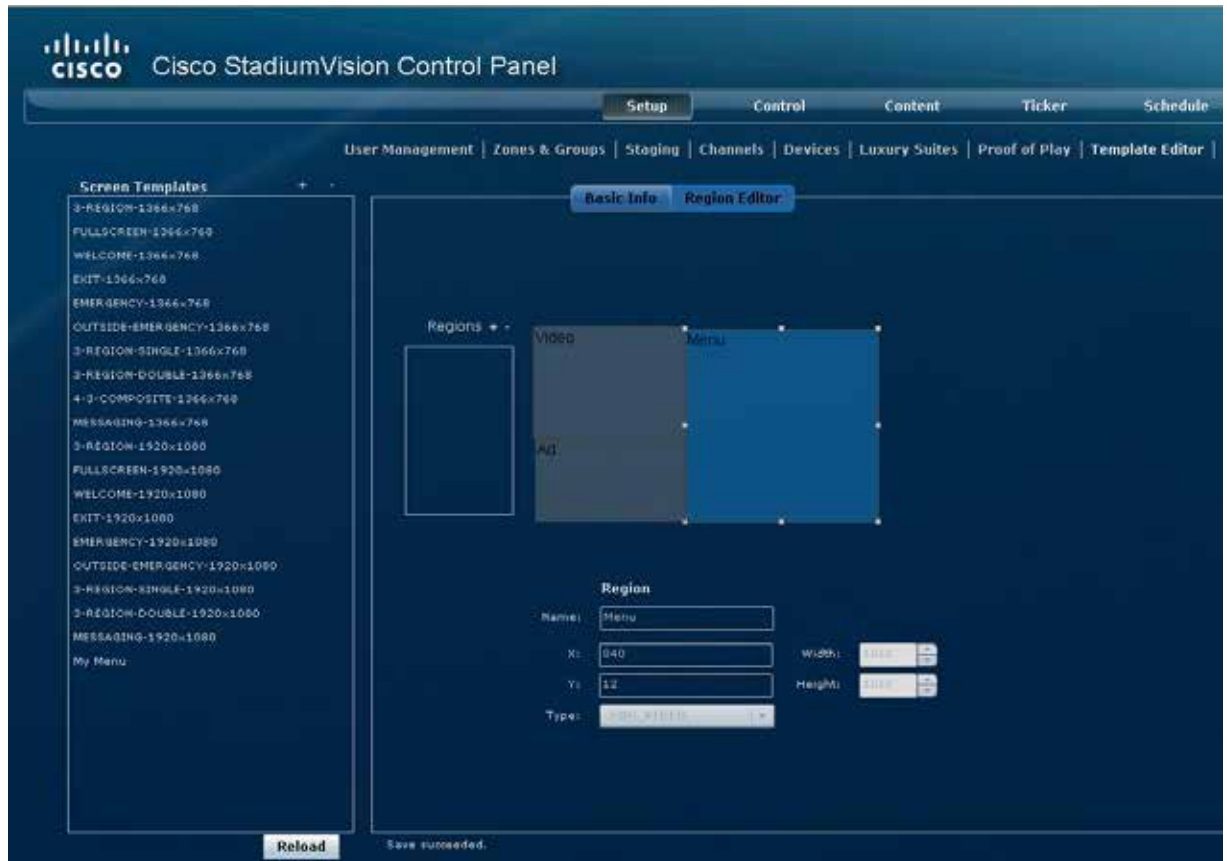 CISCO Cisco StadiumVision Control Panel
Setup Control Content Ticker Schedule
User Management | Zones & Groups | Staging | Channels | Devices | Luxury Suites | Proof of Play | Template Editor |
Screen Templates + -
Basic Info Region Editor
3-REGION-1366x768
FULLSCREEN-1366x768
WELCOME-1366x768
EXIT-1366x768
EMERGENCY-1366x768
OUTSIDE-EMERGENCY-1366x768
3-REGION-SINGLE-1366x768
3-REGION-DOUBLE-1366x768
4-3-COMPOSITE-1366x768
MESSAGING-1366x768
3-REGION-1920x1080
FULLSCREEN-1920x1080
WELCOME-1920x1080
EXIT-1920x1080
EMERGENCY-1920x1080
OUTSIDE-EMERGENCY-1920x1080
3-REGION-SINGLE-1920x1080
3-REGION-DOUBLE-1920x1080
MESSAGING-1920x1080
My Menu
Regions + -
Video
Menu
Ad
Region
Name: Menu
X: 840
Width:
Y: 12
Height:
Type:
Reload
Save succeeded.